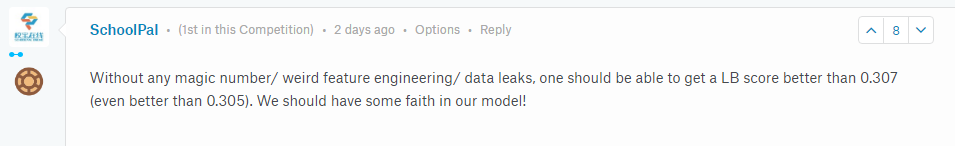 SchoolPal • (1st in this Competition) • 2 days ago • Options • Reply
8
Without any magic number/ weird feature engineering/ data leaks, one should be able to get a LB score better than 0.307
(even better than 0.305). We should have some faith in our model!